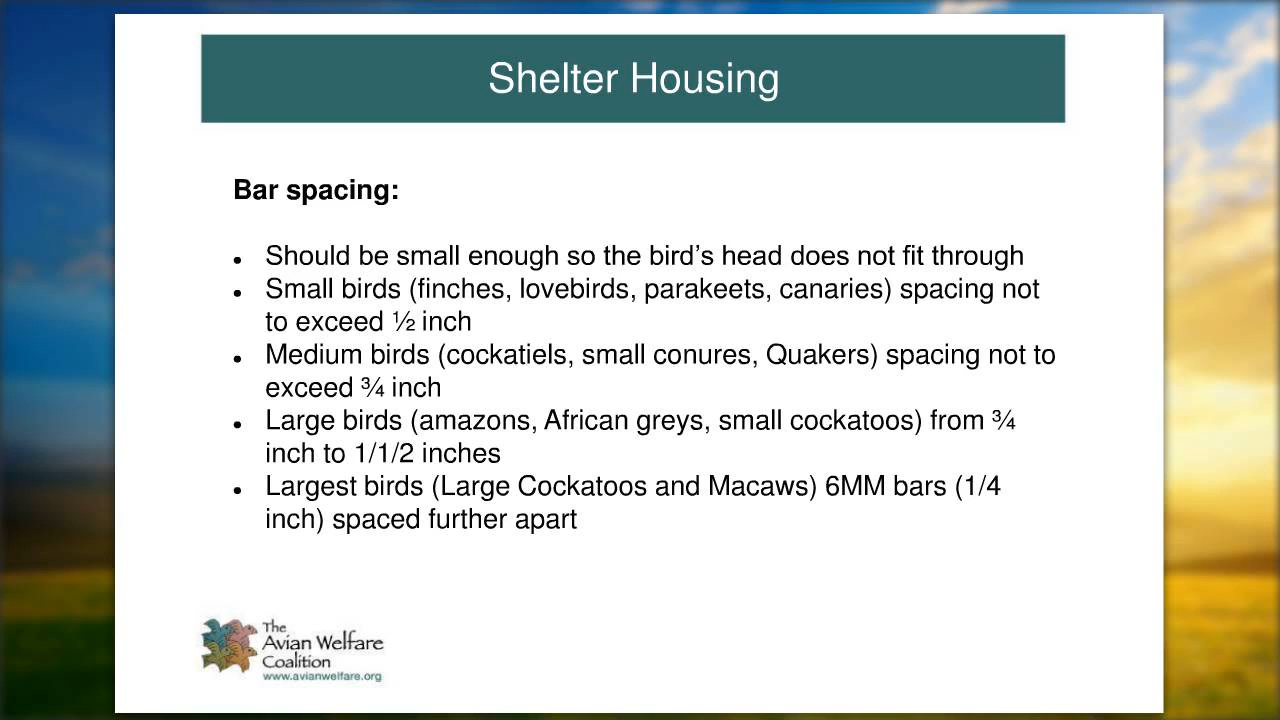 Shelter Housing
Bar spacing:
● Should be small enough so the bird’s head does not fit through
● Small birds (finches, lovebirds, parakeets, canaries) spacing not
to exceed ½ inch
● Medium birds (cockatiels, small conures, Quakers) spacing not to
exceed ¾ inch
● Large birds (amazons, African greys, small cockatoos) from ¾
inch to 1/1/2 inches
● Largest birds (Large Cockatoos and Macaws) 6MM bars (1/4
inch) spaced further apart
The
Avian Welfare
Coalition
www.avianwelfare.org